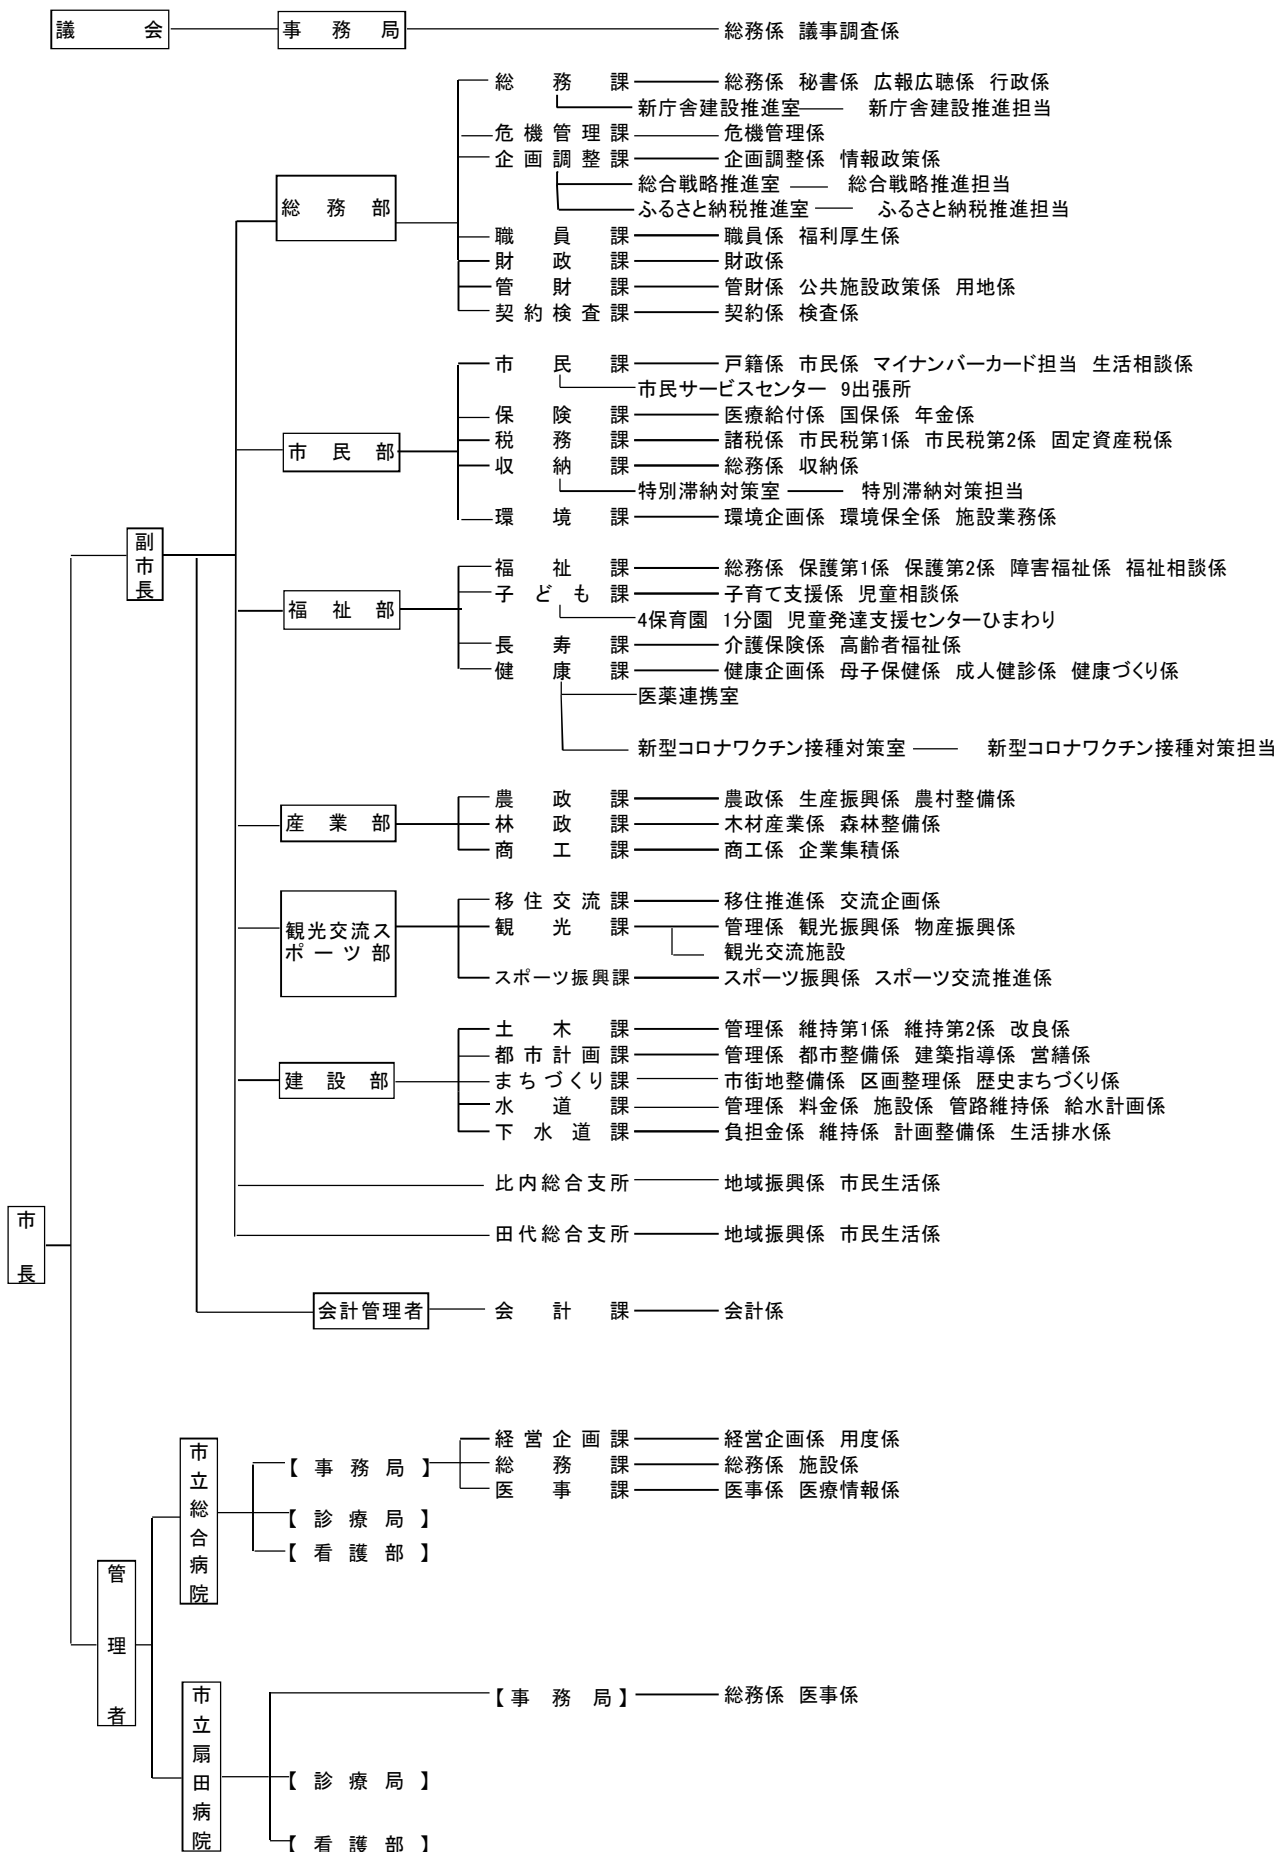 議会 事務局 総務係 議事調査係
総務課 総務係 秘書係 広報広聴係 行政係
新庁舎建設推進室 新庁舎建設推進担当
危機管理課 危機管理係
企画調整課 企画調整係 情報政策係
総合戦略推進室 総合戦略推進担当
総務部
ふるさと納税推進室 ふるさと納税推進担当
職員課 職員係 福利厚生係
財政課 財政係
管財課 管財係 公共施設政策係 用地係
契約検査課 契約係 検査係
市民課 戸籍係 市民係 マイナンバーカード担当 生活相談係
市民サービスセンター 9出張所
保険課 医療給付係 国保係 年金係
税務課 諸税係 市民税第1係 市民税第2係 固定資産税係
市民部
収納課 総務係 収納係
特別滞納対策室 特別滞納対策担当
環境課 環境企画係 環境保全係 施設業務係
副市長
福祉課 総務係 保護第1係 保護第2係 障害福祉係 福祉相談係
子ども課 子育て支援係 児童相談係
福祉部
4保育園 1分園 児童発達支援センターひまわり
長寿課 介護保険係 高齢者福祉係
健康課 健康企画係 母子保健係 成人健診係 健康づくり係
医薬連携室
新型コロナワクチン接種対策室 新型コロナワクチン接種対策担当
農政課 農政係 生産振興係 農村整備係
産業部 林政課 木材産業係 森林整備係
商工課 商工係 企業集積係
移住交流課 移住推進係 交流企画係
観光交流ス
ポーツ部
観光課 管理係 観光振興係 物産振興係
観光交流施設
スポーツ振興課 スポーツ振興係 スポーツ交流推進係
土木課 管理係 維持第1係 維持第2係 改良係
都市計画課 管理係 都市整備係 建築指導係 営繕係
建設部 まちづくり課 市街地整備係 区画整理係 歴史まちづくり係
水道課 管理係 料金係 施設係 管路維持係 給水計画係
下水道課 負担金係 維持係 計画整備係 生活排水係
比内総合支所 地域振興係 市民生活係
市長
田代総合支所 地域振興係 市民生活係
会計管理者 会計課 会計係
管理者
市立総合病院
経営企画課 経営企画係 用度係
【事務局】 総務課 総務係 施設係
医事課 医事係 医療情報係
【診療局】
【看護部】
市立扇田病院
【事務局】 総務係 医事係
【診療局】
【看護部】